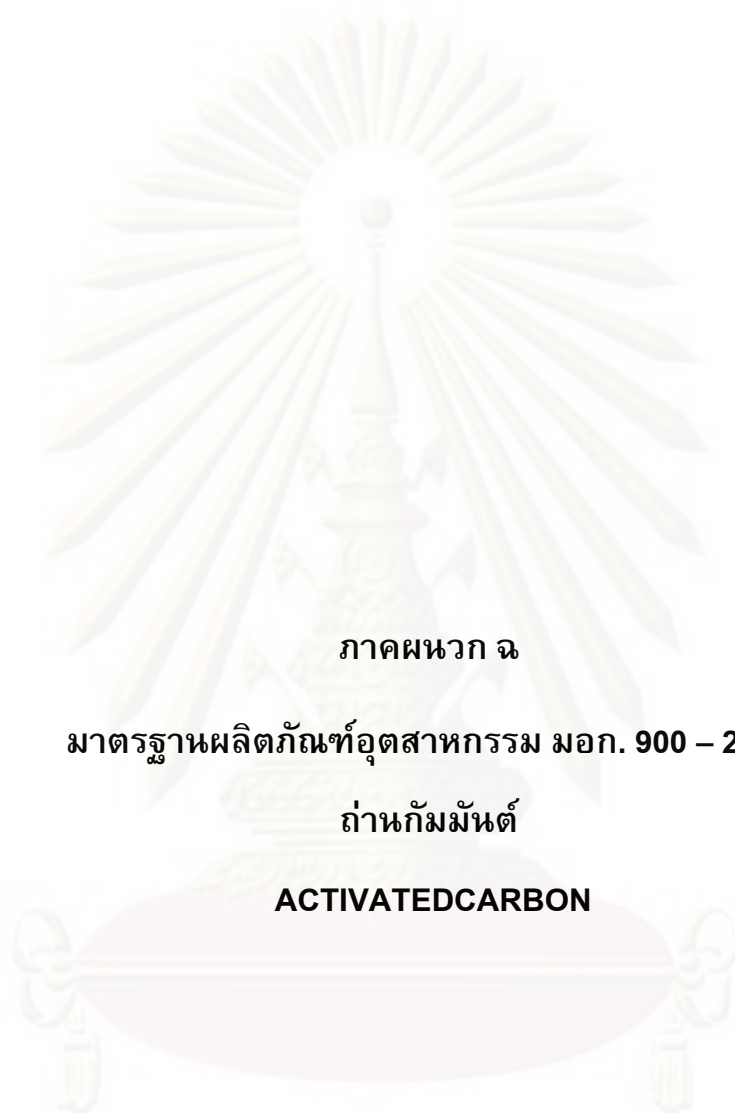 ภาคผนวก ฉ
มาตรฐานผลิตภัณฑ์อุตสาหกรรม มอก. 900 – 2
ถ่านกัมมันต์
ACTIVATEDCARBON